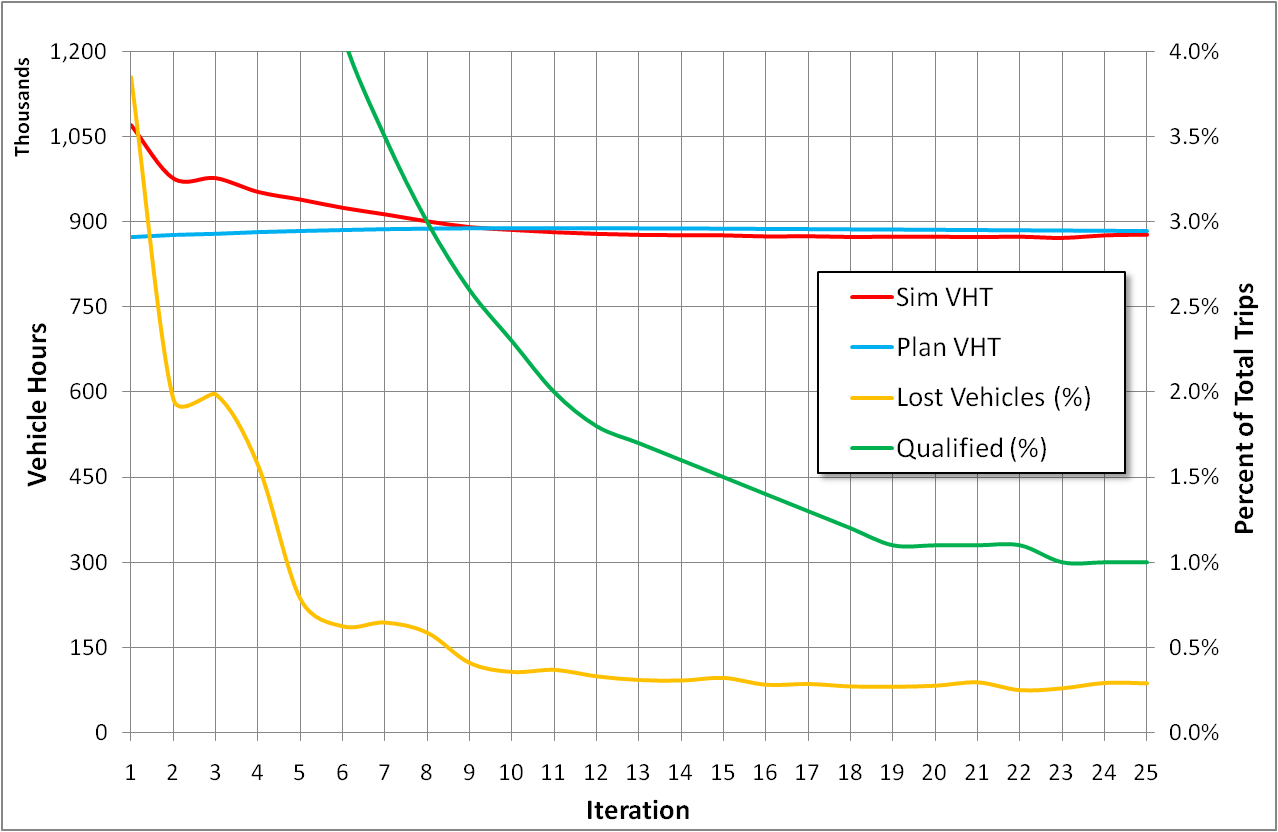 Thousands
1,200
1,050
900
750
600
450
300
150
0
Vehicle Hours
4.0%
3.5%
3.0%
2.5%
2.0%
1.5%
1.0%
0.5%
0.0%
Percent of Total Trips
Sim VHT
Plan VHT
Lost Vehicles (%)
Qualified (%)
1 2 3 4 5 6 7 8 9 10 11 12 13 14 15 16 17 18 19 20 21 22 23 24 25
Iteration